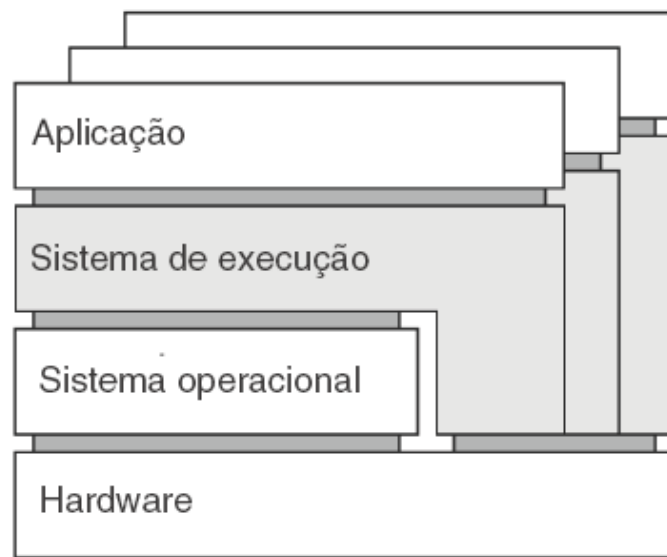 Aplicação
Sistema de execução
Sistema operacional
Hardware